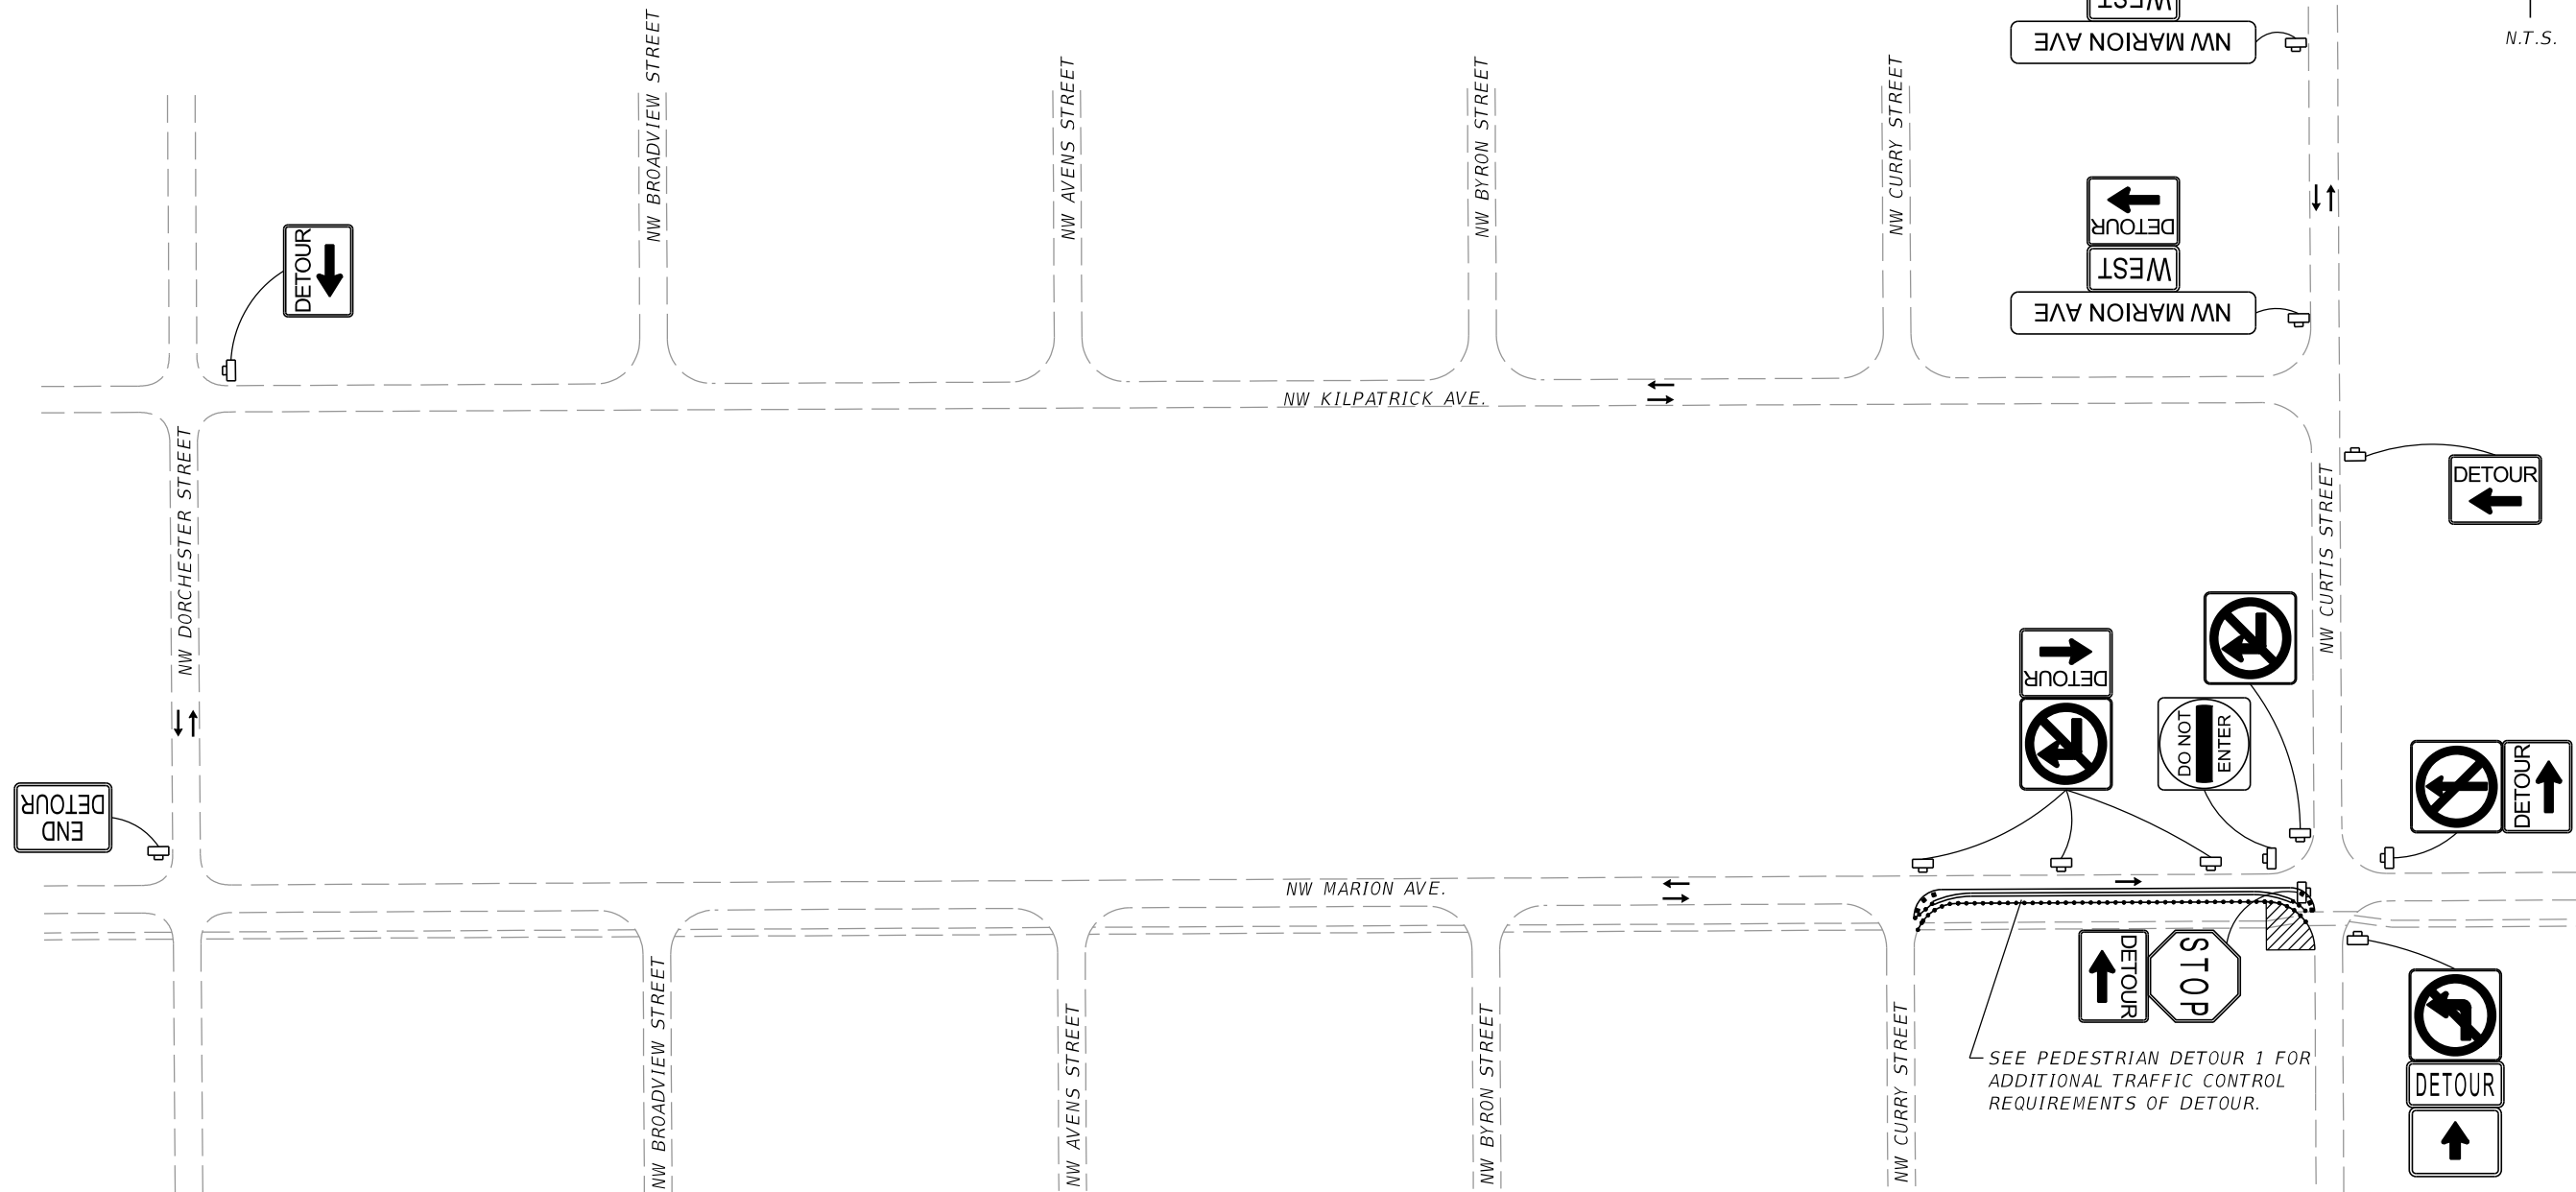 WEST
NW MARION AVE
N.T.S.
NW BROADVIEW STREET
NW AVENS STREET
NW BYRON STREET
NW CURRY STREET
DETOUR
DETOUR
WEST
NW MARION AVE
NW KILPATRICK AVE.
NW DORCHESTER STREET
NW CURTIS STREET
DETOUR
DETOUR
DO NOT
ENTER
DETOUR
END
DETOUR
NW MARION AVE.
STOP
DETOUR
NW BROADVIEW STREET
NW AVENS STREET
NW BYRON STREET
NW CURRY STREET
SEE PEDESTRIAN DETOUR 1 FOR
ADDITIONAL TRAFFIC CONTROL
REQUIREMENTS OF DETOUR.
DETOUR